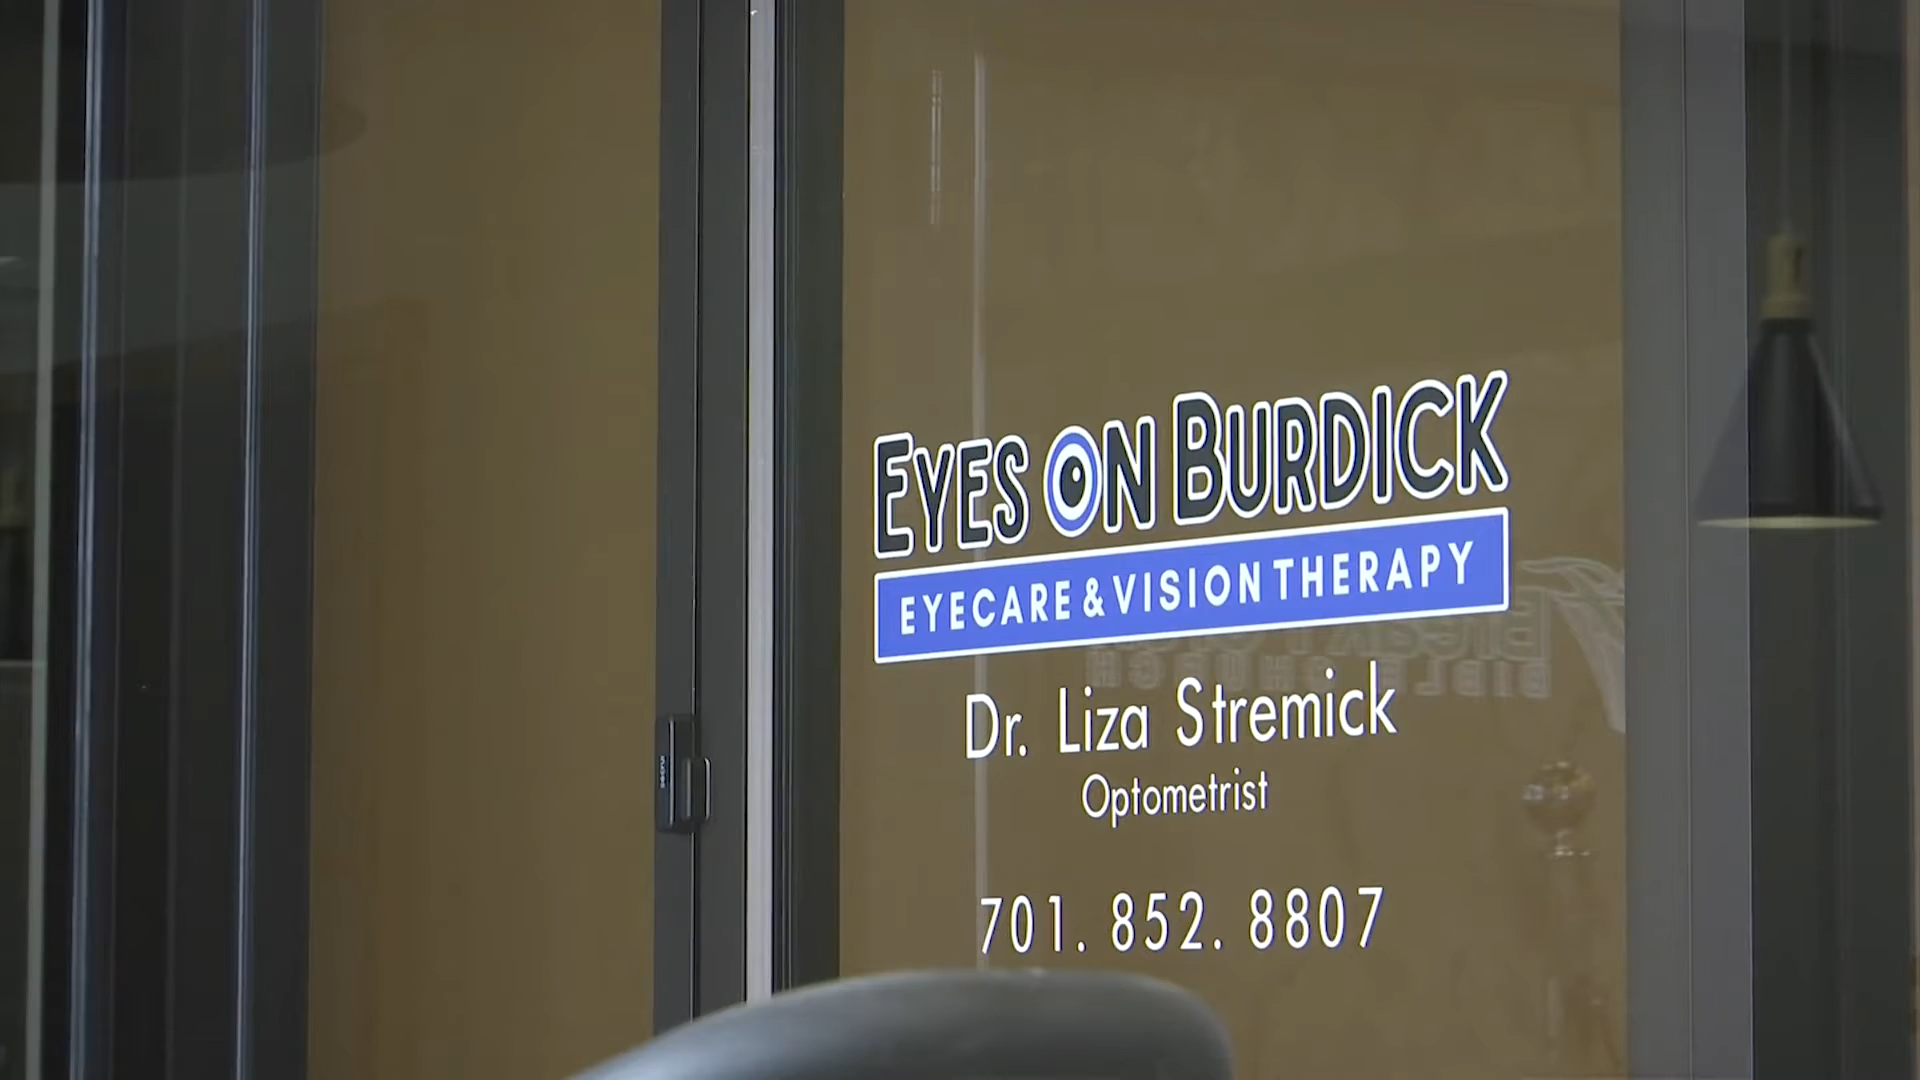 EYES ON BURDICK
EYECARE & VISION THERAPY
Dr. Liza Stremick
Optometrist
701. 852. 8807